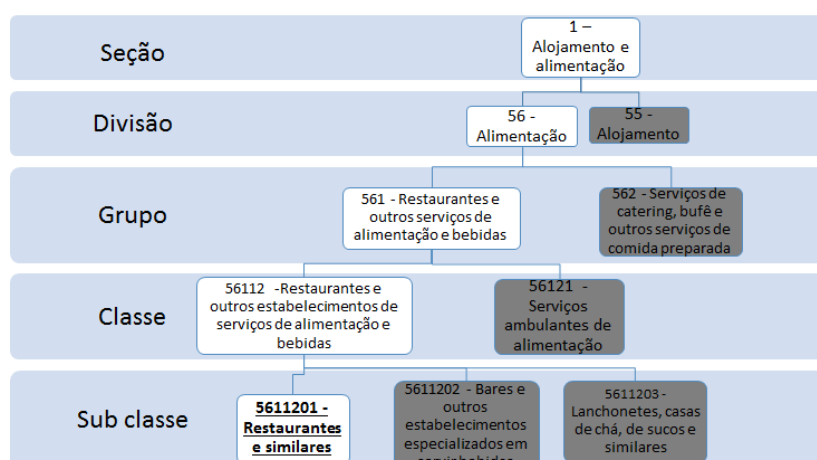 Seção
1 –
Alojamento e
alimentação
Divisão
56 -
Alimentação
55 -
Alojamento
Grupo
561 - Restaurantes e
outros serviços de
alimentação e bebidas
562 - Serviços de
catering, bufê e
outros serviços de
comida preparada
Classe
56112 -Restaurantes e
outros estabelecimentos de
serviços de alimentação e
bebidas
56121 -
Serviços
ambulantes de
alimentação
Sub classe
5611201 -
Restaurantes
e similares
5611202 - Bares e
outros
estabelecimentos
especializados em
5611203 -
Lanchonetes, casas
de chá, de sucos e
similares